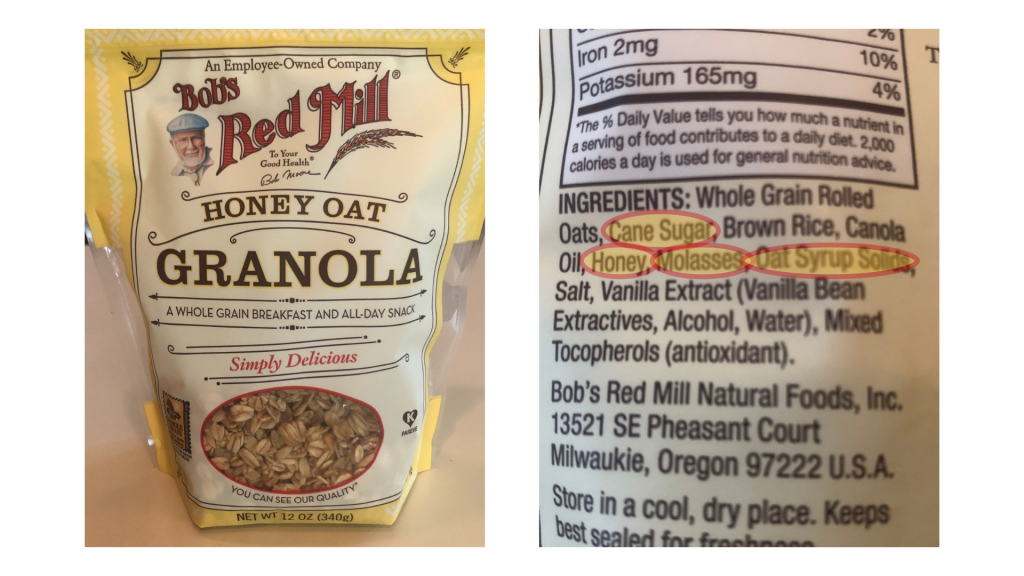 An Employee-Owned Company
Bob's
Red Mill®
To Your
Good Health®
Bob Moore
HONEY OAT
GRANOLA
A WHOLE GRAIN BREAKFAST AND ALL-DAY SNACK
Simply Delicious
K
PAREVE
YOU CAN SEE OUR QUALITY®
NET WT 12 OZ (340g)
2%
Iron 2mg 10%
Potassium 165mg 4%
*The % Daily Value tells you how much a nutrient in
a serving of food contributes to a daily diet. 2,000
calories a day is used for general nutrition advice.
INGREDIENTS: Whole Grain Rolled
Oats, Cane Sugar, Brown Rice, Canola
Oil, Honey, Molasses, Oat Syrup Solids,
Salt, Vanilla Extract (Vanilla Bean
Extractives, Alcohol, Water), Mixed
Tocopherols (antioxidant).
Bob's Red Mill Natural Foods, Inc.
13521 SE Pheasant Court
Milwaukie, Oregon 97222 U.S.A.
Store in a cool, dry place. Keeps
best sealed for freshness